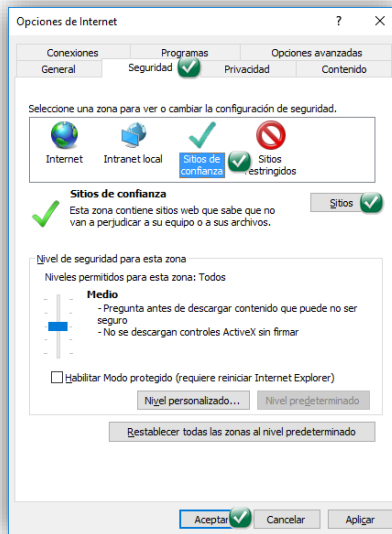 Opciones de Internet
? X
Conexiones Programas Opciones avanzadas
General Seguridad Privacidad Contenido
Seleccione una zona para ver o cambiar la configuración de seguridad.
Internet Intranet local Sitios de confianza Sitios restringidos
Sitios de confianza
Sitios
Esta zona contiene sitios web que sabe que no
van a perjudicar a su equipo o a sus archivos.
Nivel de seguridad para esta zona
Niveles permitidos para esta zona: Todos
Medio
- Pregunta antes de descargar contenido que puede no ser
seguro
- No se descargan controles ActiveX sin firmar
Habilitar Modo protegido (requiere reiniciar Internet Explorer)
Nivel personalizado... Nivel predeterminado
Restablecer todas las zonas al nivel predeterminado
Aceptar Cancelar Aplicar